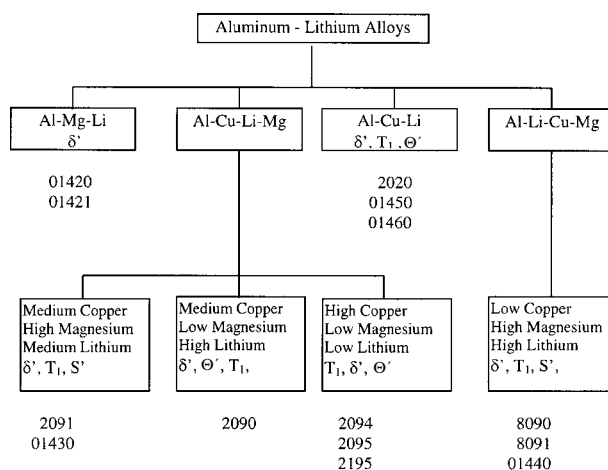 Aluminum - Lithium Alloys
Al-Mg-Li
δ'
Al-Cu-Li-Mg
Al-Cu-Li
δ', T₁ ,Θ´
Al-Li-Cu-Mg
01420
01421
2020
01450
01460
Medium Copper
High Magnesium
Medium Lithium
δ', T₁, S'
Medium Copper
Low Magnesium
High Lithium
δ', Θ´, T₁,
High Copper
Low Magnesium
Low Lithium
T₁, δ', Θ´
Low Copper
High Magnesium
High Lithium
δ', T₁, S',
2091
01430
2090
2094
2095
2195
8090
8091
01440